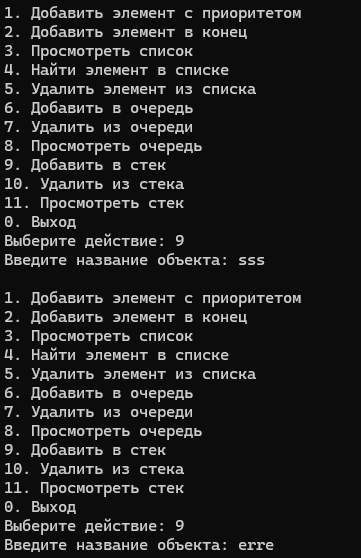 1. Добавить элемент с приоритетом
2. Добавить элемент в конец
3. Просмотреть список
4. Найти элемент в списке
5. Удалить элемент из списка
6. Добавить в очередь
7. Удалить из очереди
8. Просмотреть очередь
9. Добавить в стек
10. Удалить из стека
11. Просмотреть стек
0. Выход
Выберите действие: 9
Введите название объекта: sss

1. Добавить элемент с приоритетом
2. Добавить элемент в конец
3. Просмотреть список
4. Найти элемент в списке
5. Удалить элемент из списка
6. Добавить в очередь
7. Удалить из очереди
8. Просмотреть очередь
9. Добавить в стек
10. Удалить из стека
11. Просмотреть стек
0. Выход
Выберите действие: 9
Введите название объекта: erre